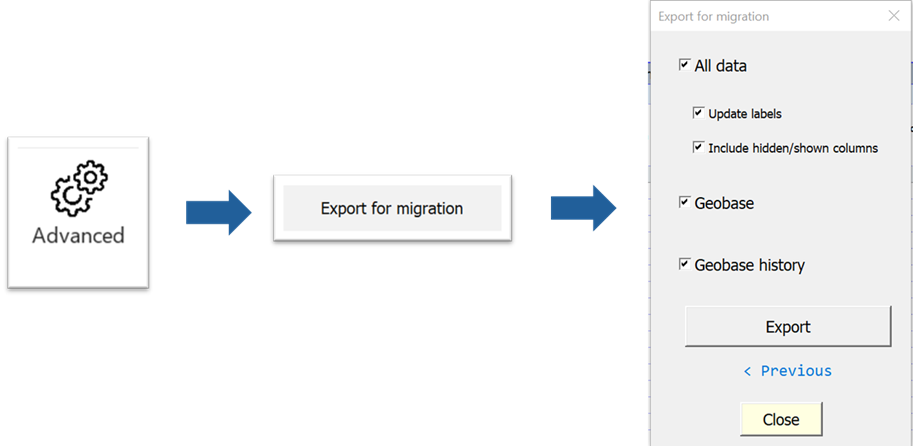 Advanced
Export for migration
Export for migration
All data
Update labels
Include hidden/shown columns
Geobase
Geobase history
Export
< Previous
Close